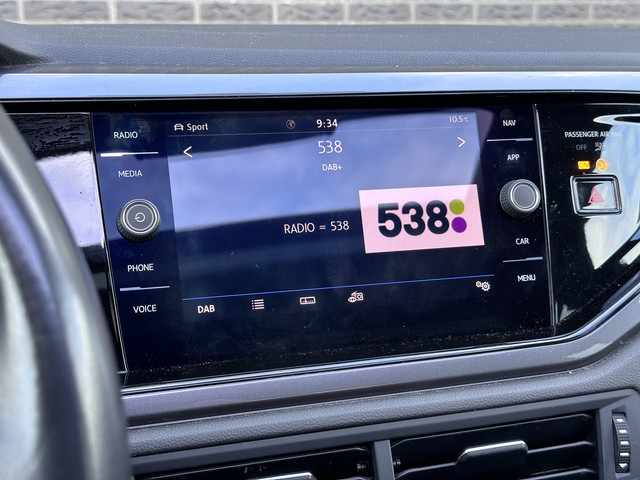 RADIO
MEDIA
PHONE
VOICE
Sport
9:34
10.5°C
538
DAB+
RADIO = 538
538
DAB
NAV
APP
CAR
MENU
PASSENGER AIR BAG
OFF